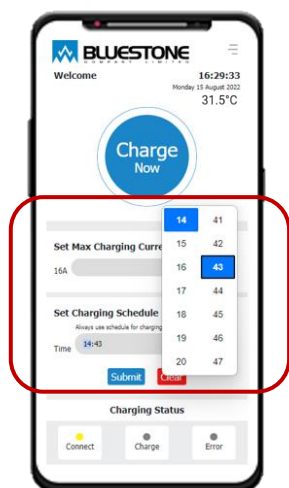 BLUESTONE
COMPANY LIMITED
Welcome
16:29:33
Monday 15 August 2022
31.5°C
Charge
Now
Set Max Charging Curre
16A
Set Charging Schedule
Always use schedule for charging
Time
14:43
14 41
15 42
16 43
17 44
18 45
19 46
20 47
Submit
Clear
Charging Status
Connect
Charge
Error